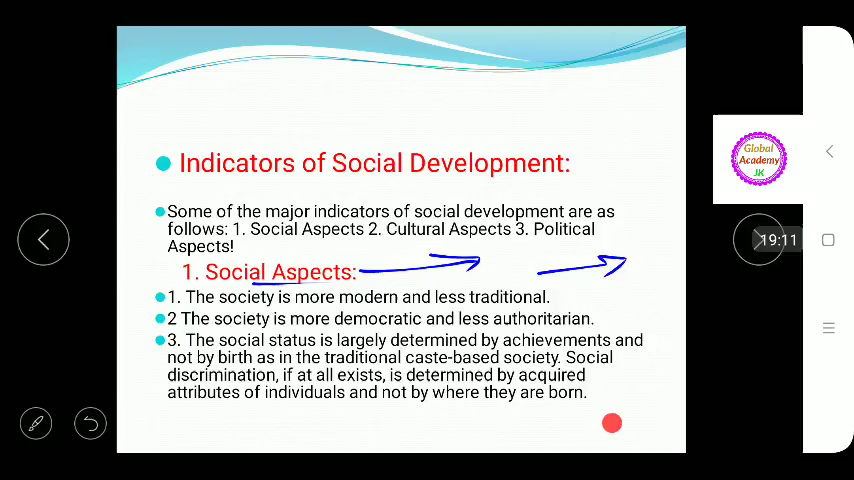 Indicators of Social Development:
Some of the major indicators of social development are as
follows: 1. Social Aspects 2. Cultural Aspects 3. Political
Aspects!
1. Social Aspects:
1. The society is more modern and less traditional.
2 The society is more democratic and less authoritarian.
3. The social status is largely determined by achievements and
not by birth as in the traditional caste-based society. Social
discrimination, if at all exists, is determined by acquired
attributes of individuals and not by where they are born.
Global
Academy
JK
19:11